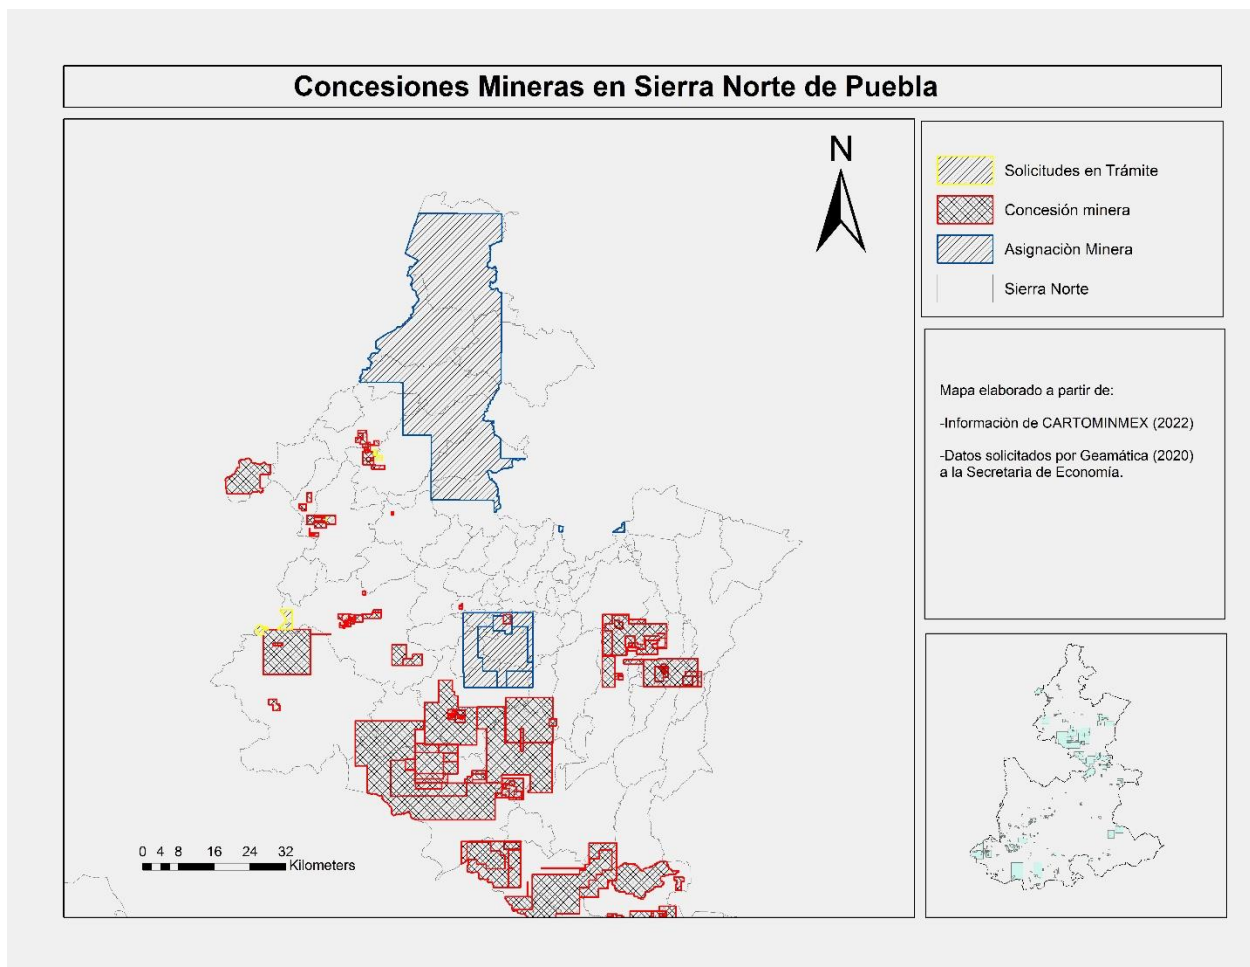 Concesiones Mineras en Sierra Norte de Puebla
N
Solicitudes en Trámite
Concesión minera
Asignaciòn Minera
Sierra Norte
Mapa elaborado a partir de:
-Información de CARTOMINMEX (2022)
-Datos solicitados por Geamática (2020)
a la Secretaria de Economía.
0 4 8 16 24 32
Kilometers